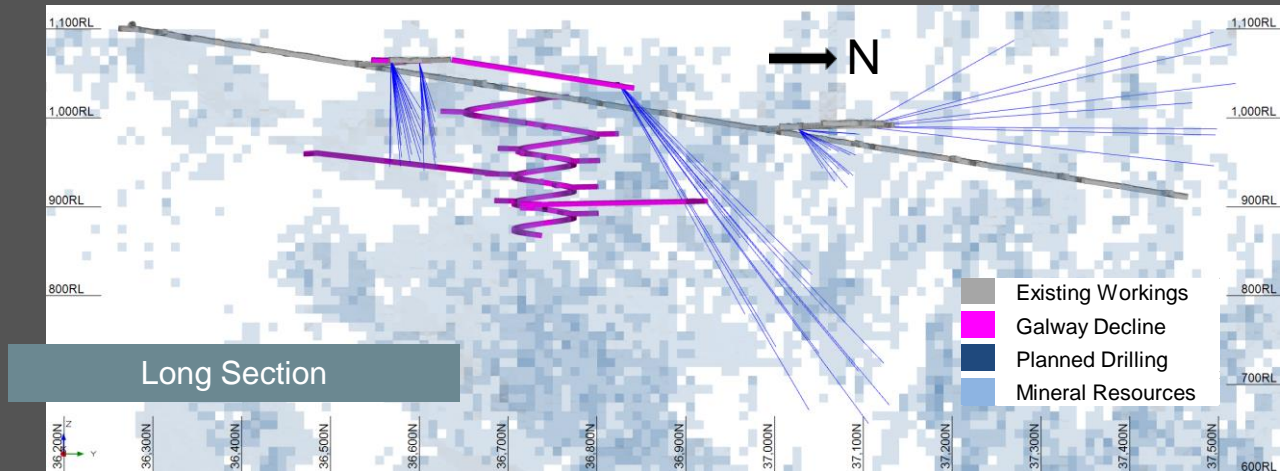 1,100RL
1,100RL
N
1,000RL
1,000RL
900RL
900RL
800RL
800RL
Existing Workings
Galway Decline
Planned Drilling
Mineral Resources
Long Section
700RL
600RL
Z
Y
36,200N
36,300N
36,400N
36,500N
36,600N
36,700N
36,800N
36,900N
37,000N
37,100N
37,200N
37,300N
37,400N
37,500N